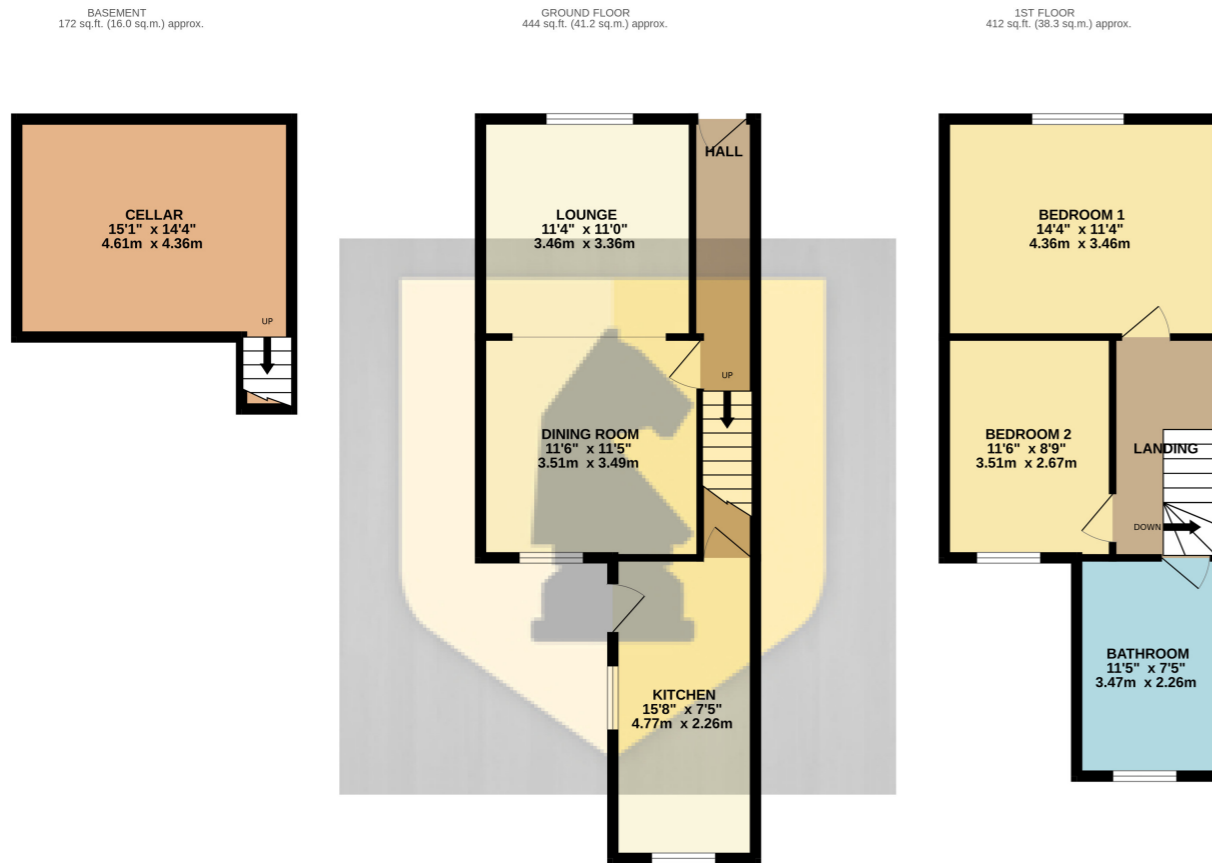 BASEMENT
172 sq.ft. (16.0 sq.m.) approx.
GROUND FLOOR
444 sq.ft. (41.2 sq.m.) approx.
1ST FLOOR
412 sq.ft. (38.3 sq.m.) approx.
CELLAR
15'1" x 14'4"
4.61m x 4.36m
UP
HALL
LOUNGE
11'4" x 11'0"
3.46m x 3.36m
UP
DINING ROOM
11'6" x 11'5"
3.51m x 3.49m
KITCHEN
15'8" x 7'5"
4.77m x 2.26m
BEDROOM 1
14'4" x 11'4"
4.36m x 3.46m
BEDROOM 2
11'6" x 8'9"
3.51m x 2.67m
LANDING
DOWN
BATHROOM
11'5" x 7'5"
3.47m x 2.26m